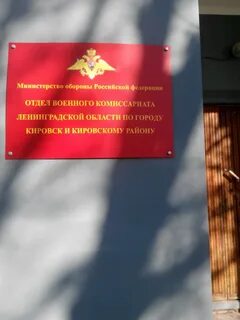 Министерство обороны Российской федерации
ОТДЕЛ ВОЕННОГО КОМИССАРИАТА
ЛЕНИНГРАДСКОЙ ОБЛАСТИ ПО ГОРОДУ
КИРОВСК И КИРОВСКОМУ РАЙОНУ